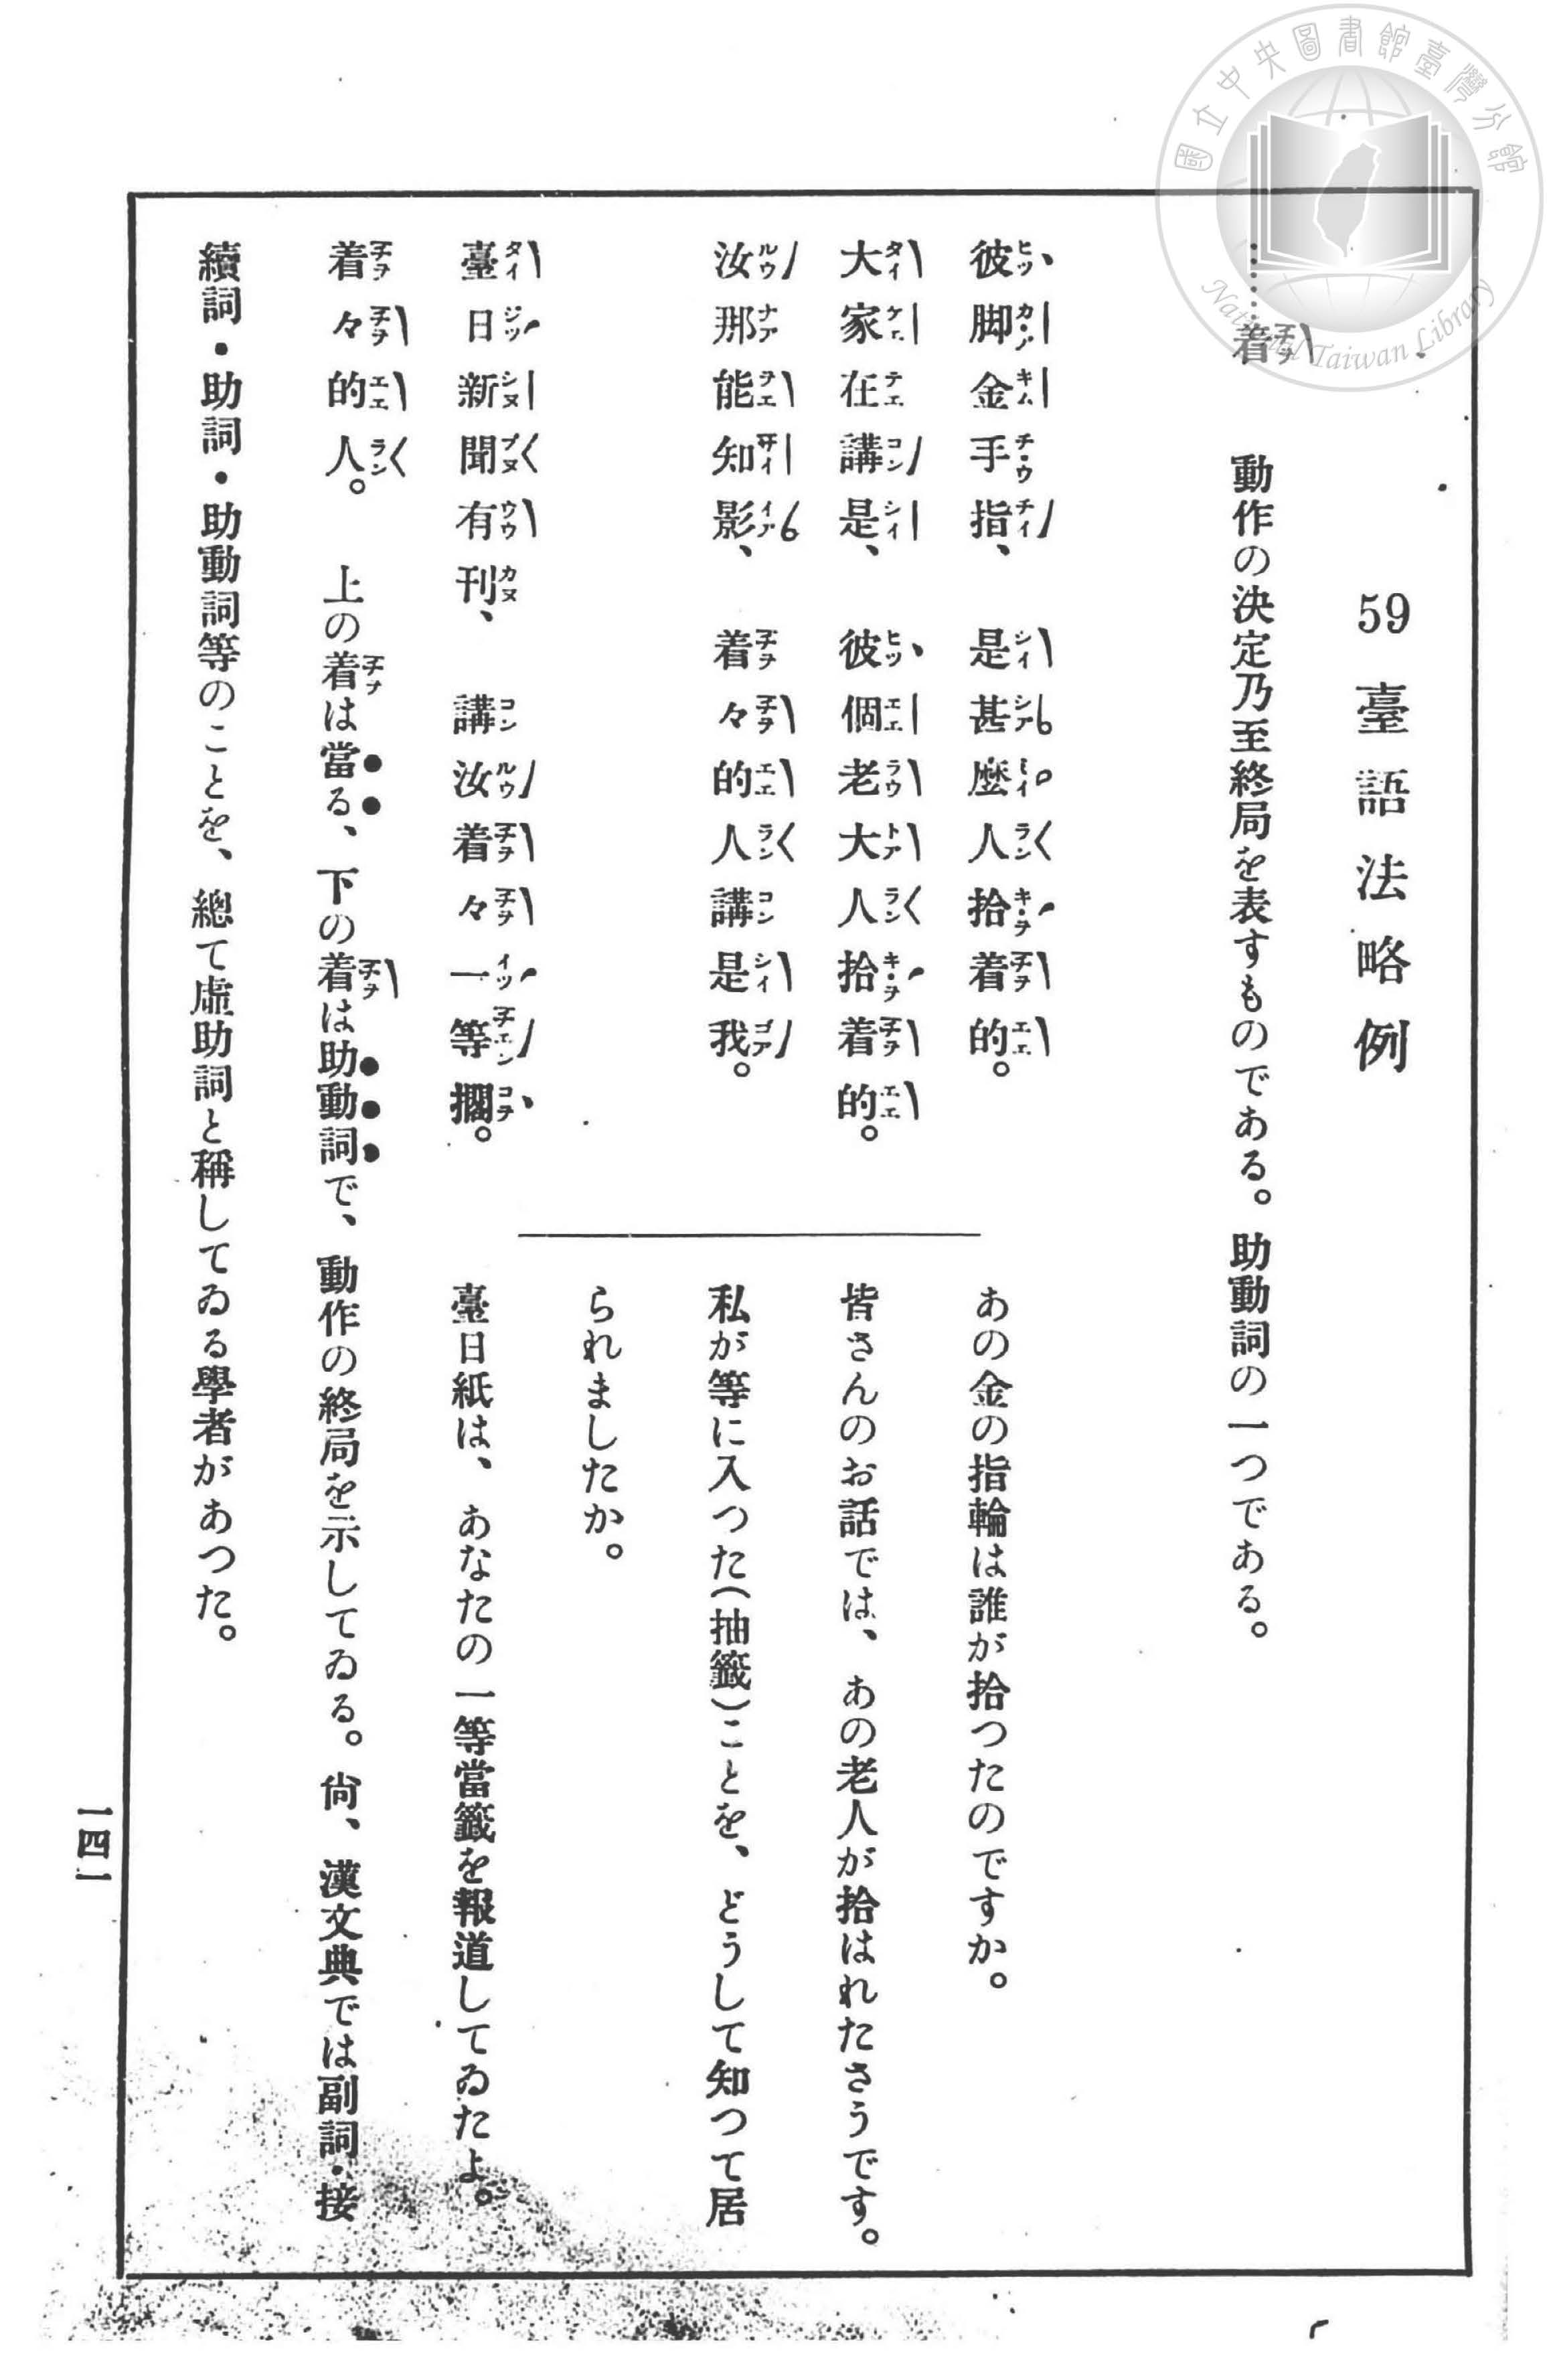 國立中央圖書館臺灣分館
National Taiwan Library
59 臺語法略例
……着 動作の決定乃至終局を表すものである。助動詞の一つである。
彼脚金手指、 是甚麼人拾着的。
あの金の指輪は誰が拾つたのですか。
大家在講是、 彼個老大人拾着的。
皆さんのお話では、あの老人が拾はれたさうです。
汝那能知影、 着々的人講是我。
私が等に入つた(抽籤)ことを、どうして知つて居
られましたか。
臺日新聞有刊、 講汝着々一等擱。
臺日紙は、あなたの一等當籤を報道してゐたよ。
着々的人。 上の着は當る、下の着は助動詞で、動作の終局を示してゐる。尙、漢文典では副詞・接
續詞・助詞・助動詞等のことを、總て虛助詞と稱してゐる學者があつた。
一四一